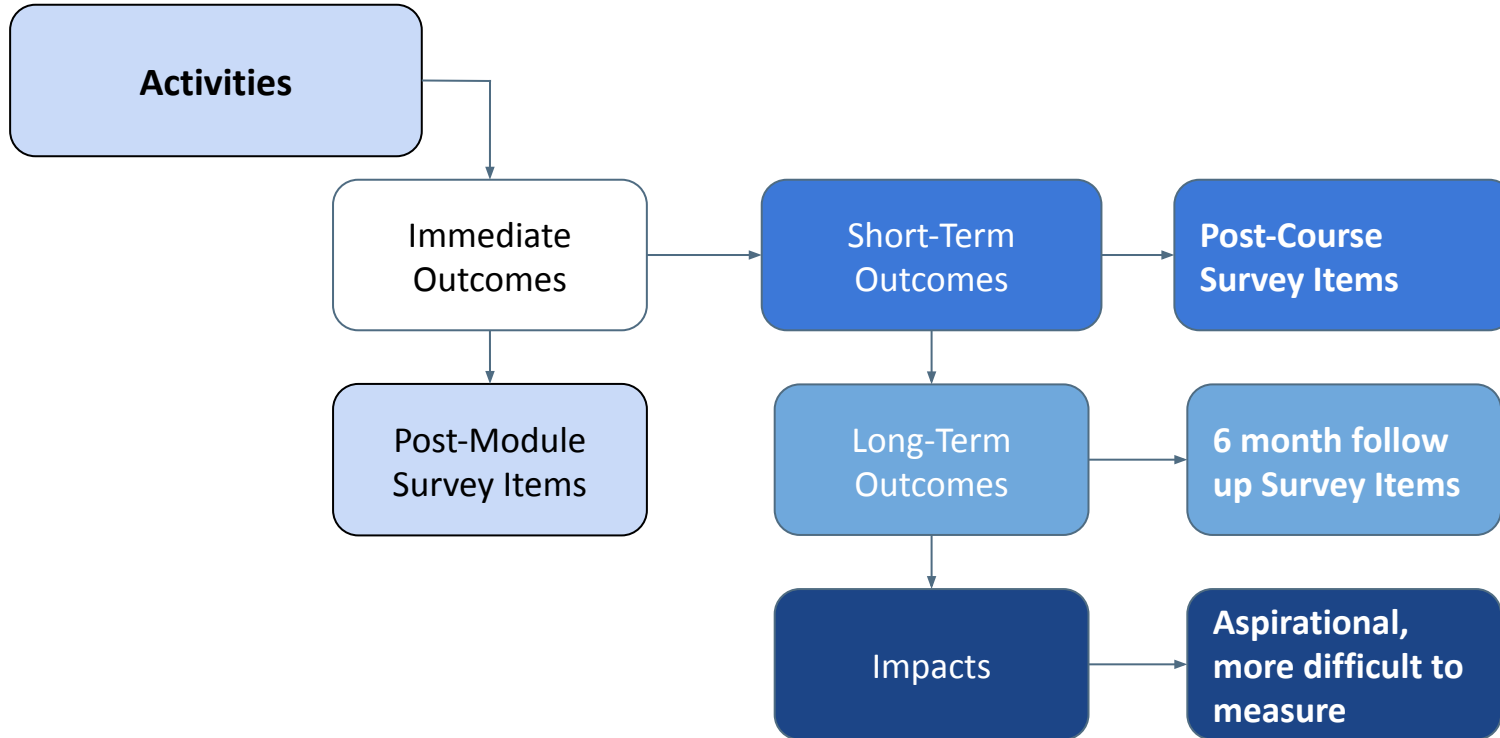 Activities
Immediate
Outcomes
Short-Term
Outcomes
Post-Course
Survey Items
Post-Module
Survey Items
Long-Term
Outcomes
6 month follow
up Survey Items
Impacts
Aspirational,
more difficult to
measure